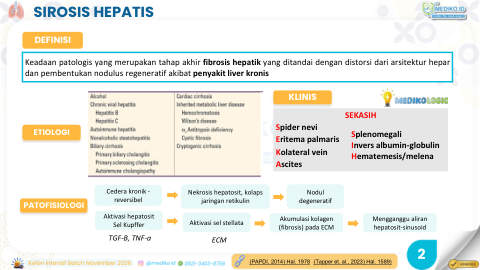 SIROSIS HEPATIS
MEDIKO.ID
DEFINISI
Keadaan patologis yang merupakan tahap akhir fibrosis hepatik yang ditandai dengan distorsi dari arsitektur hepar
dan pembentukan nodulus regeneratif akibat penyakit liver kronis
ETIOLOGI
Alcohol
Chronic viral hepatitis
Hepatitis B
Hepatitis C
Autoimmune hepatitis
Nonalcoholic steatohepatitis
Biliary cirrhosis
Primary biliary cholangitis
Primary sclerosing cholangitis
Autoimmune cholangiopathy
Cardiac cirrhosis
Inherited metabolic liver disease
Hemochromatosis
Wilson's disease
α₁ Antitrypsin deficiency
Cystic fibrosis
Cryptogenic cirrhosis
KLINIS
MEDIKOLOGIC
SEKASIH
Spider nevi
Eritema palmaris
Kolateral vein
Ascites
Splenomegali
Invers albumin-globulin
Hematemesis/melena
PATOFISIOLOGI
Cedera kronik -
reversibel
Nekrosis hepatosit, kolaps
jaringan retikulin
Nodul
degeneratif
Aktivasi hepatosit
Sel Kupffer
Aktivasi sel stellata
Akumulasi kolagen
(fibrosis) pada ECM
Mengganggu aliran
hepatosit-sinusoid
TGF-B, TNF-α
ECM
@mediko.id
(PAPDI, 2014) Hal. 1978 (Tapper et. al., 2023) Hal. 1589)
2